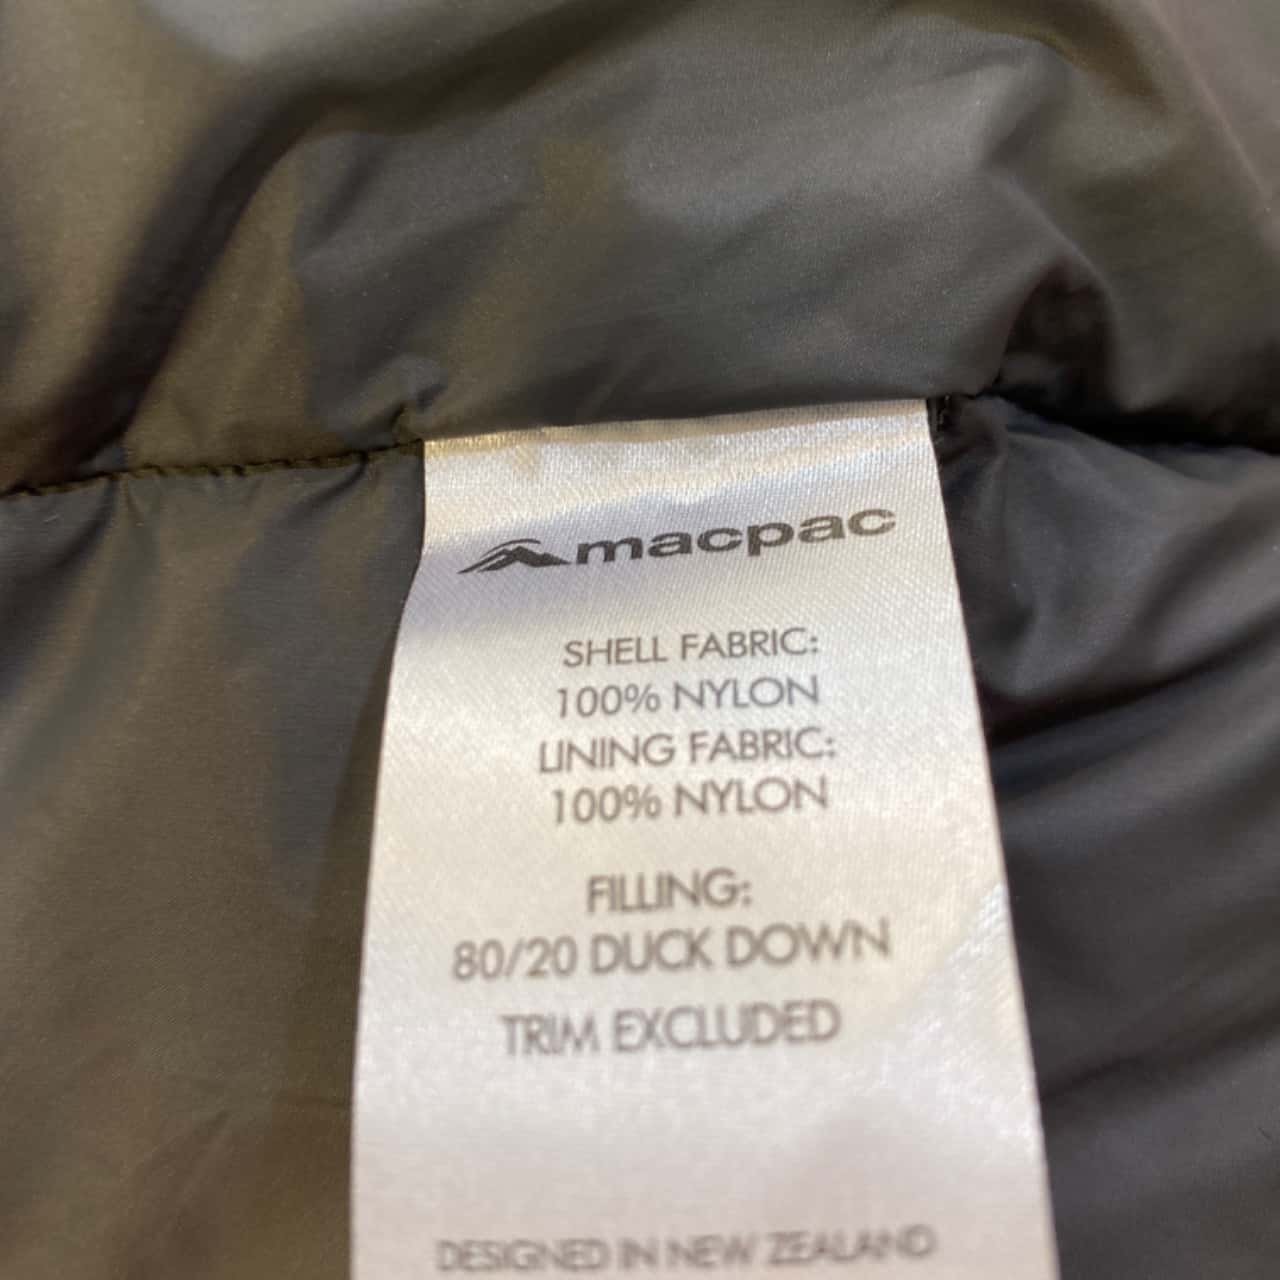 macpac
SHELL FABRIC:
100% NYLON
LINING FABRIC:
100% NYLON
FILLING:
80/20 DUCK DOWN
TRIM EXCLUDED
DESIGNED IN NEW ZEALAND